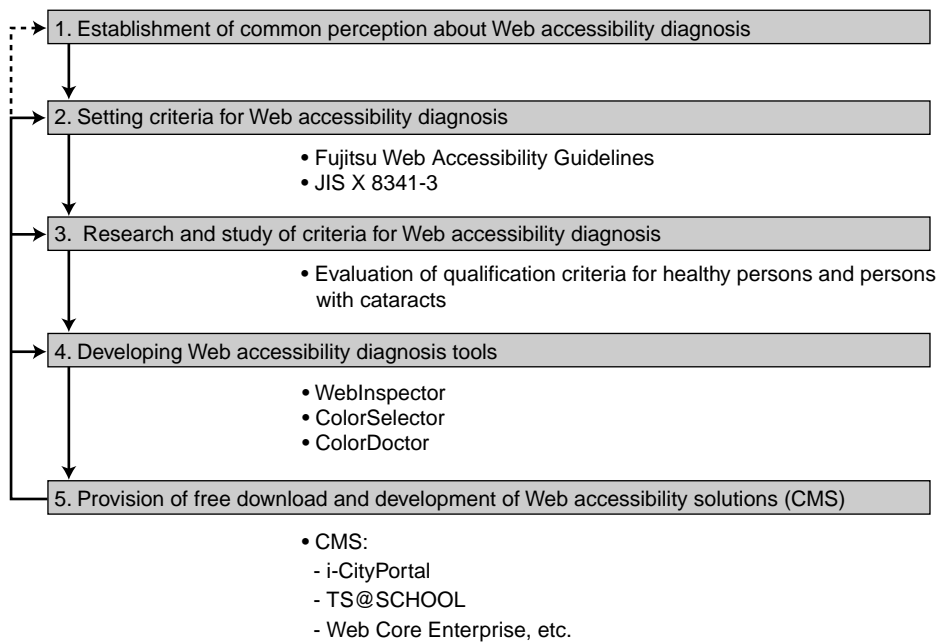 1. Establishment of common perception about Web accessibility diagnosis
2. Setting criteria for Web accessibility diagnosis
• Fujitsu Web Accessibility Guidelines
• JIS X 8341-3
3. Research and study of criteria for Web accessibility diagnosis
• Evaluation of qualification criteria for healthy persons and persons
with cataracts
4. Developing Web accessibility diagnosis tools
• WebInspector
• ColorSelector
• ColorDoctor
5. Provision of free download and development of Web accessibility solutions (CMS)
• CMS:
- i-CityPortal
- TS@SCHOOL
- Web Core Enterprise, etc.